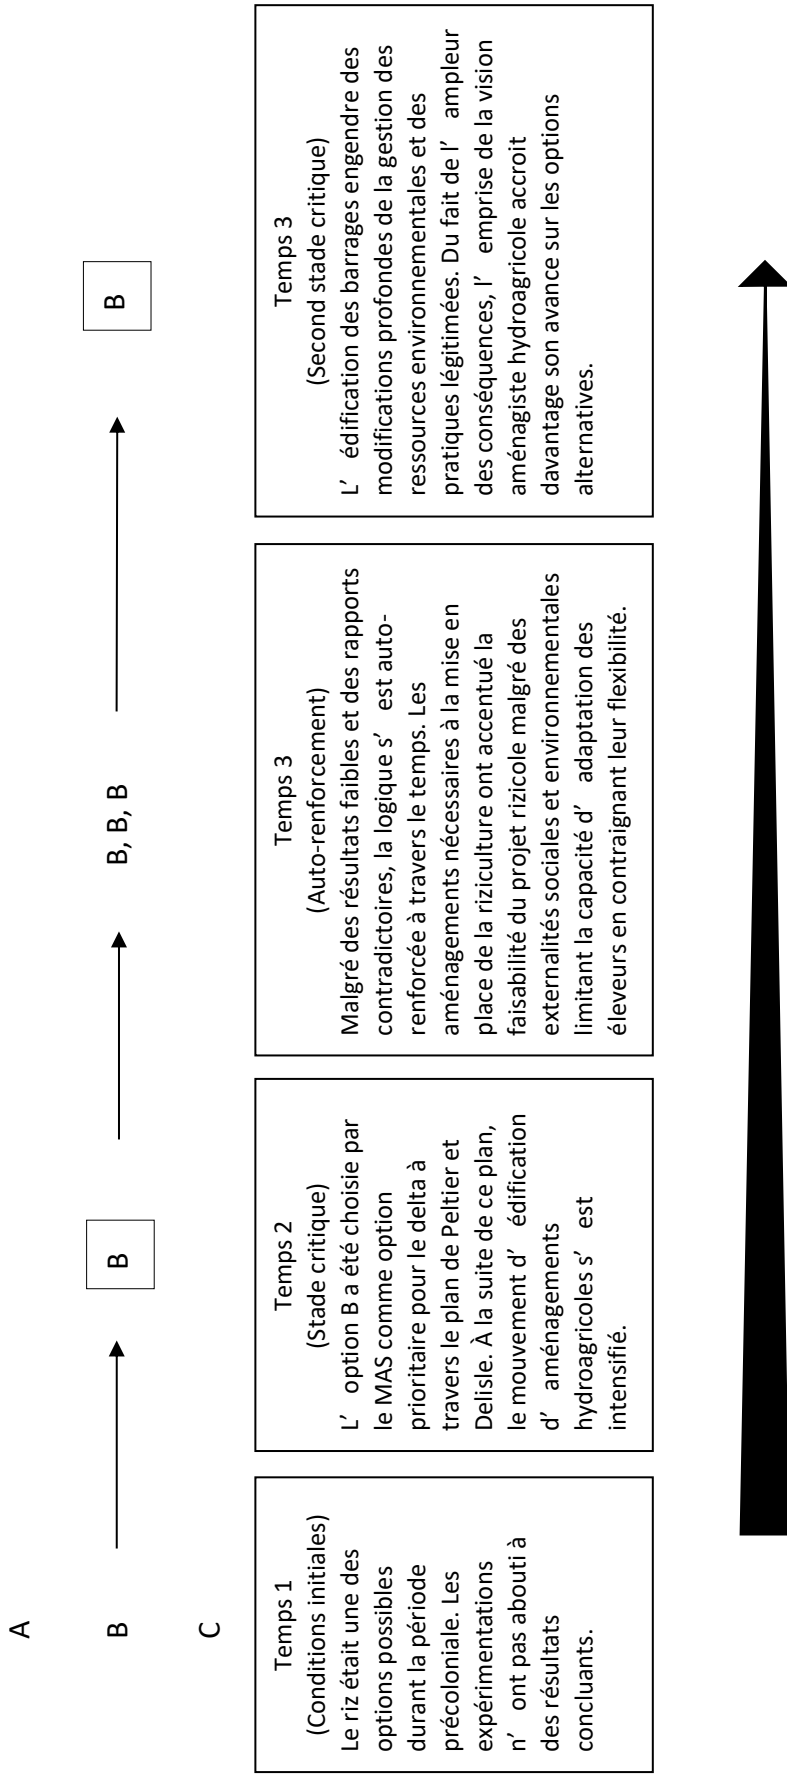 A
B
C
B
B, B, B
B
Temps 1
(Conditions initiales)
Le riz était une des
options possibles
durant la période
précoloniale. Les
expérimentations
n’ ont pas abouti à
des résultats
concluants.
Temps 2
(Stade critique)
L’ option B a été choisie par
le MAS comme option
prioritaire pour le delta à
travers le plan de Peltier et
Delisle. À la suite de ce plan,
le mouvement d’ édification
d’ aménagements
hydroagricoles s’ est
intensifié.
Temps 3
(Auto-renforcement)
Malgré des résultats faibles et des rapports
contradictoires, la logique s’ est auto-
renforcée à travers le temps. Les
aménagements nécessaires à la mise en
place de la riziculture ont accentué la
faisabilité du projet rizicole malgré des
externalités sociales et environnementales
limitant la capacité d’ adaptation des
éleveurs en contraignant leur flexibilité.
Temps 3
(Second stade critique)
L’ édification des barrages engendre des
modifications profondes de la gestion des
ressources environnementales et des
pratiques légitimées. Du fait de l’ ampleur
des conséquences, l’ emprise de la vision
aménagiste hydroagricole accroit
davantage son avance sur les options
alternatives.